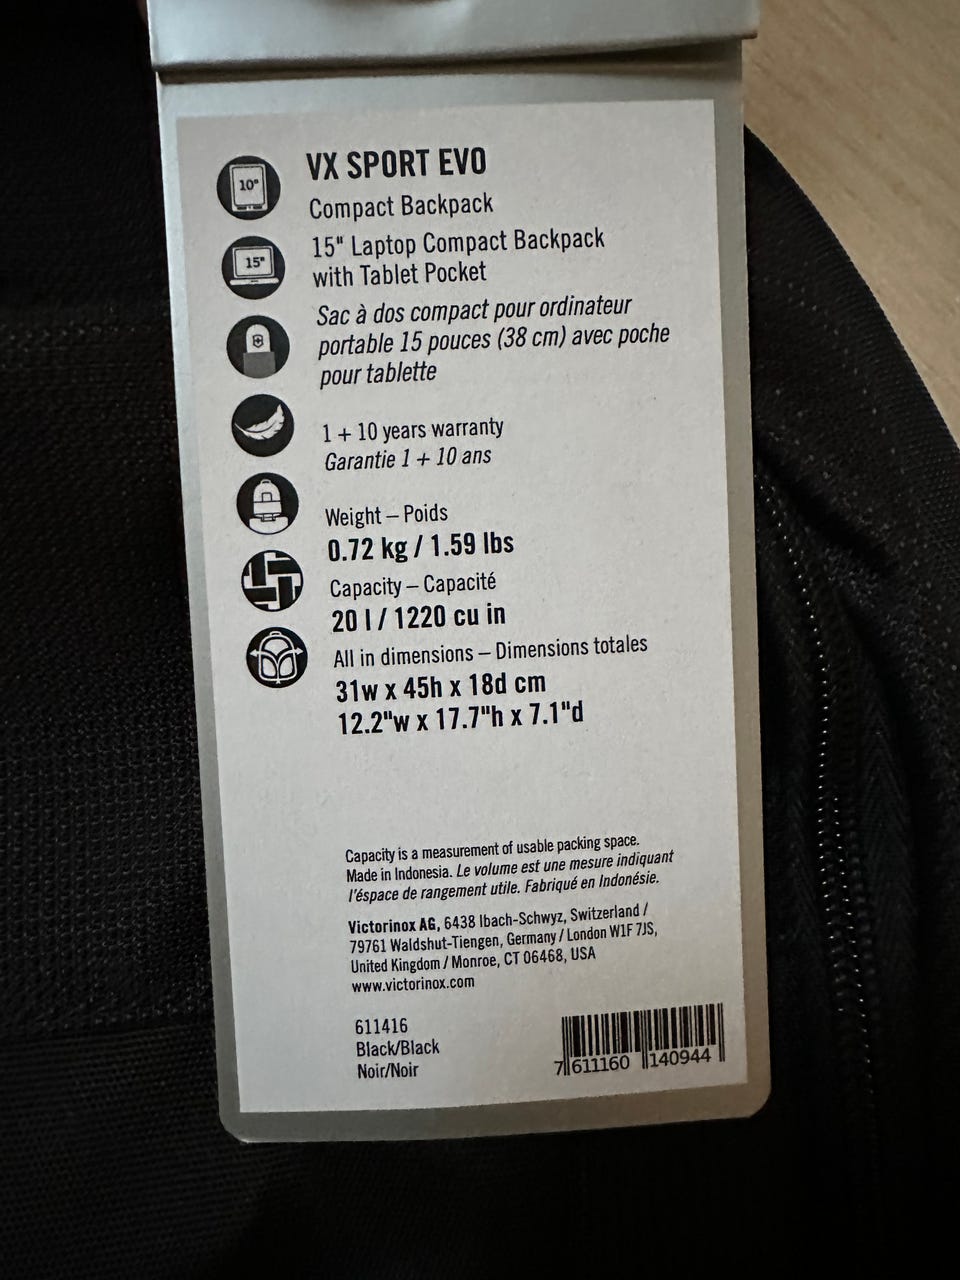 10"
VX SPORT EVO
Compact Backpack
15"
15" Laptop Compact Backpack
with Tablet Pocket
Sac à dos compact pour ordinateur
portable 15 pouces (38 cm) avec poche
pour tablette
1 + 10 years warranty
Garantie 1 + 10 ans
Weight – Poids
0.72 kg / 1.59 lbs
Capacity – Capacité
20 l / 1220 cu in
All in dimensions – Dimensions totales
31w x 45h x 18d cm
12.2"w x 17.7"h x 7.1"d
Capacity is a measurement of usable packing space.
Made in Indonesia. Le volume est une mesure indiquant
l'éspace de rangement utile. Fabriqué en Indonésie.
Victorinox AG, 6438 Ibach-Schwyz, Switzerland /
79761 Waldshut-Tiengen, Germany / London W1F 7JS,
United Kingdom / Monroe, CT 06468, USA
www.victorinox.com
611416
Black/Black
Noir/Noir
7 611160 140944